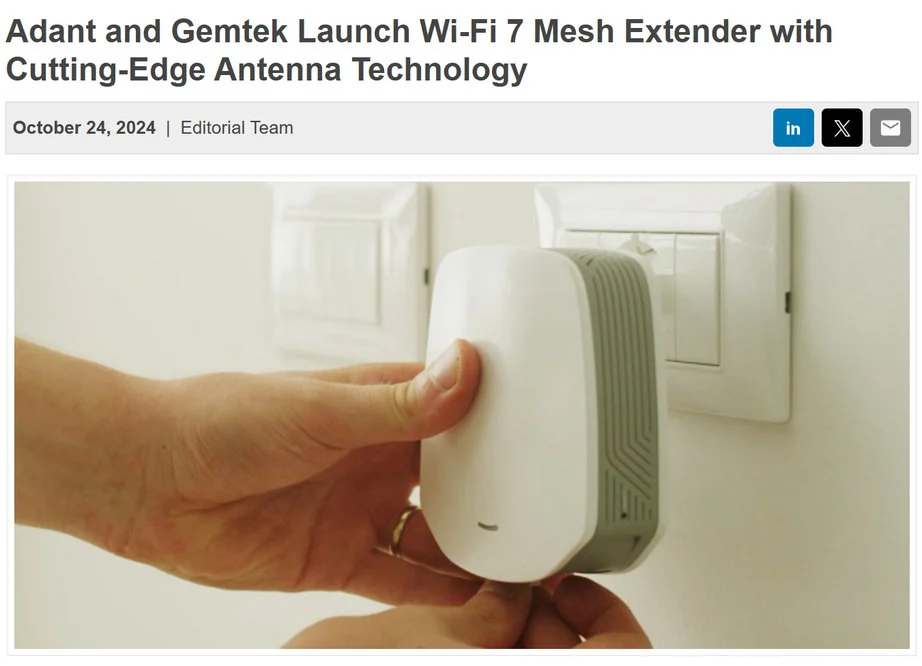 Adant and Gemtek Launch Wi-Fi 7 Mesh Extender with
Cutting-Edge Antenna Technology
October 24, 2024 | Editorial Team
in
X